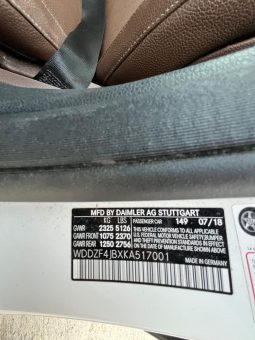 MFD BY DAIMLER AG STUTTGART
KG LBS PASSENGER CAR 149 07/18
GVWR 2325 5126 THIS VEHICLE CONFORMS TO ALL APPLICABLE
GAWR FRONT 1075 2370 U.S. FEDERAL MOTOR VEHICLE SAFETY, BUMPER
GAWR REAR 1250 2756 AND THEFT PREVENTION STANDARDS IN EFFECT
ON THE DATE OF MANUFACTURE SHOWN ABOVE
WDDZF4JBXKA517001
MADE IN GERMANY